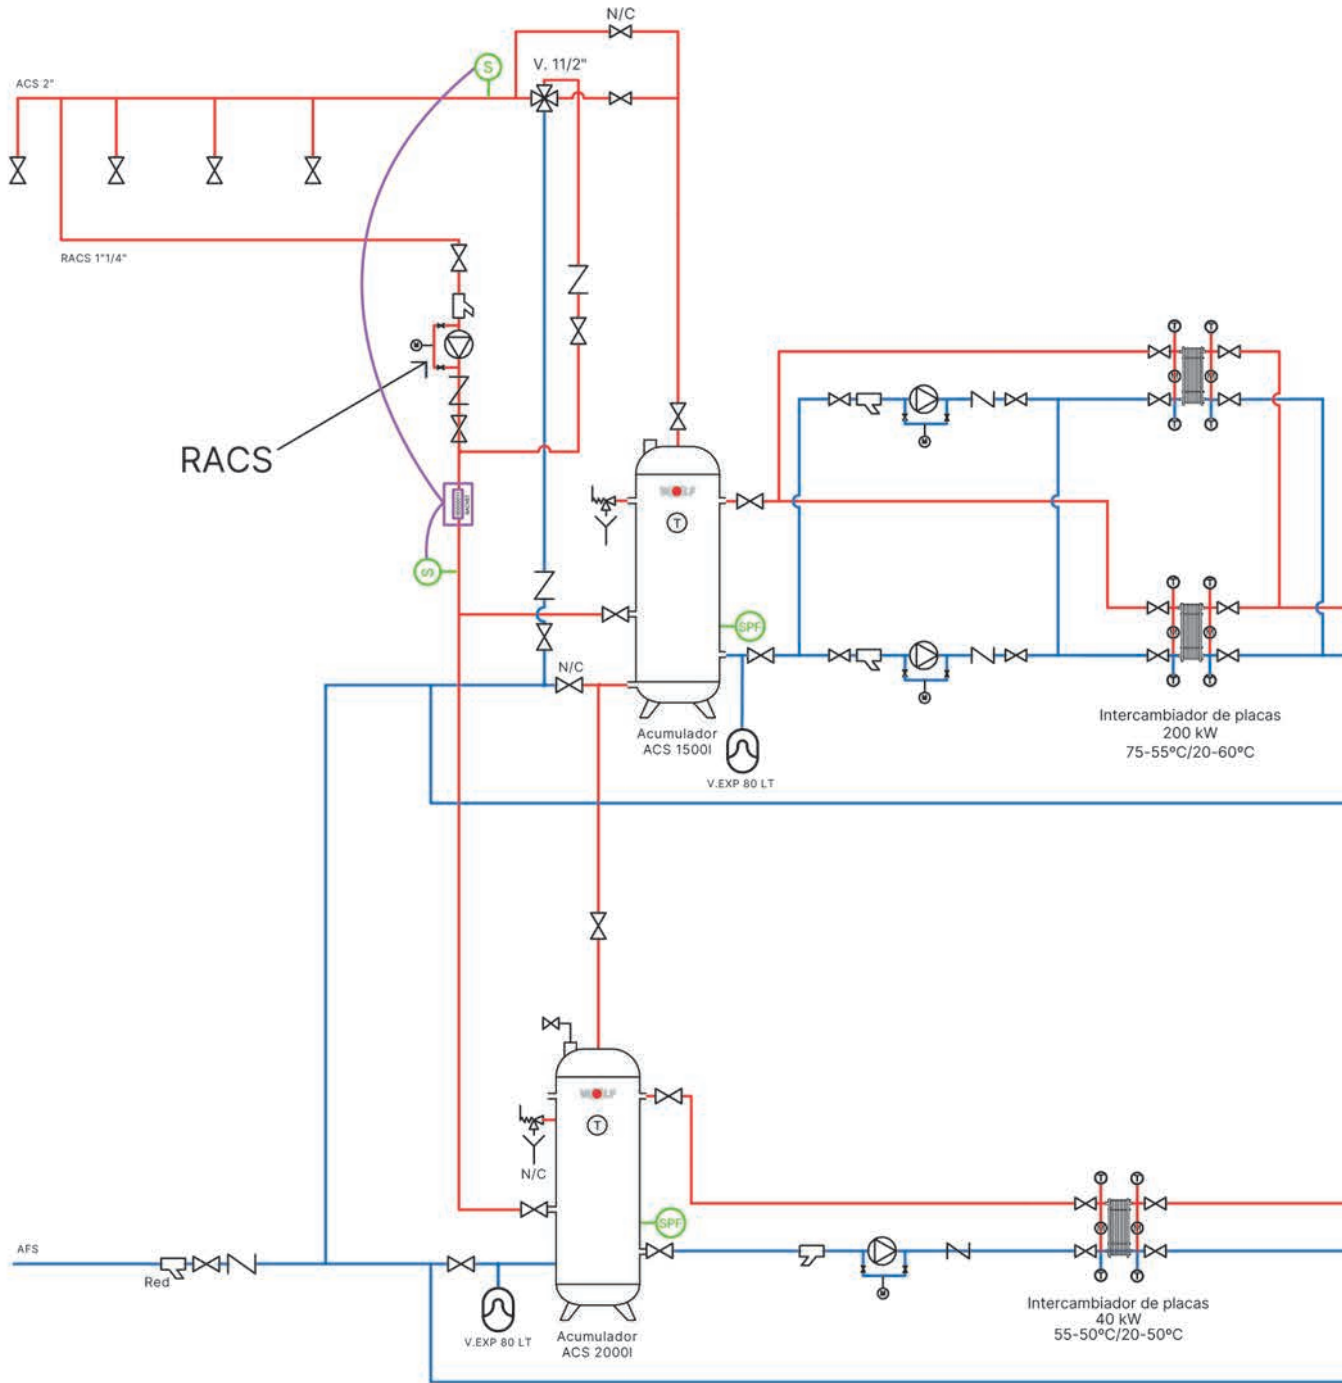 N/C
V. 11/2"
S
ACS 2"
RACS 1"1/4"
RACS
S
T
SPF
N/C
Acumulador
ACS 1500l
V.EXP 80 LT
T
T
T
T
T
T
T
T
Intercambiador de placas
200 kW
75-55ºC/20-60ºC
T
N/C
SPF
AFS
Red
V.EXP 80 LT
Acumulador
ACS 2000l
T
T
T
T
Intercambiador de placas
40 kW
55-50ºC/20-50ºC